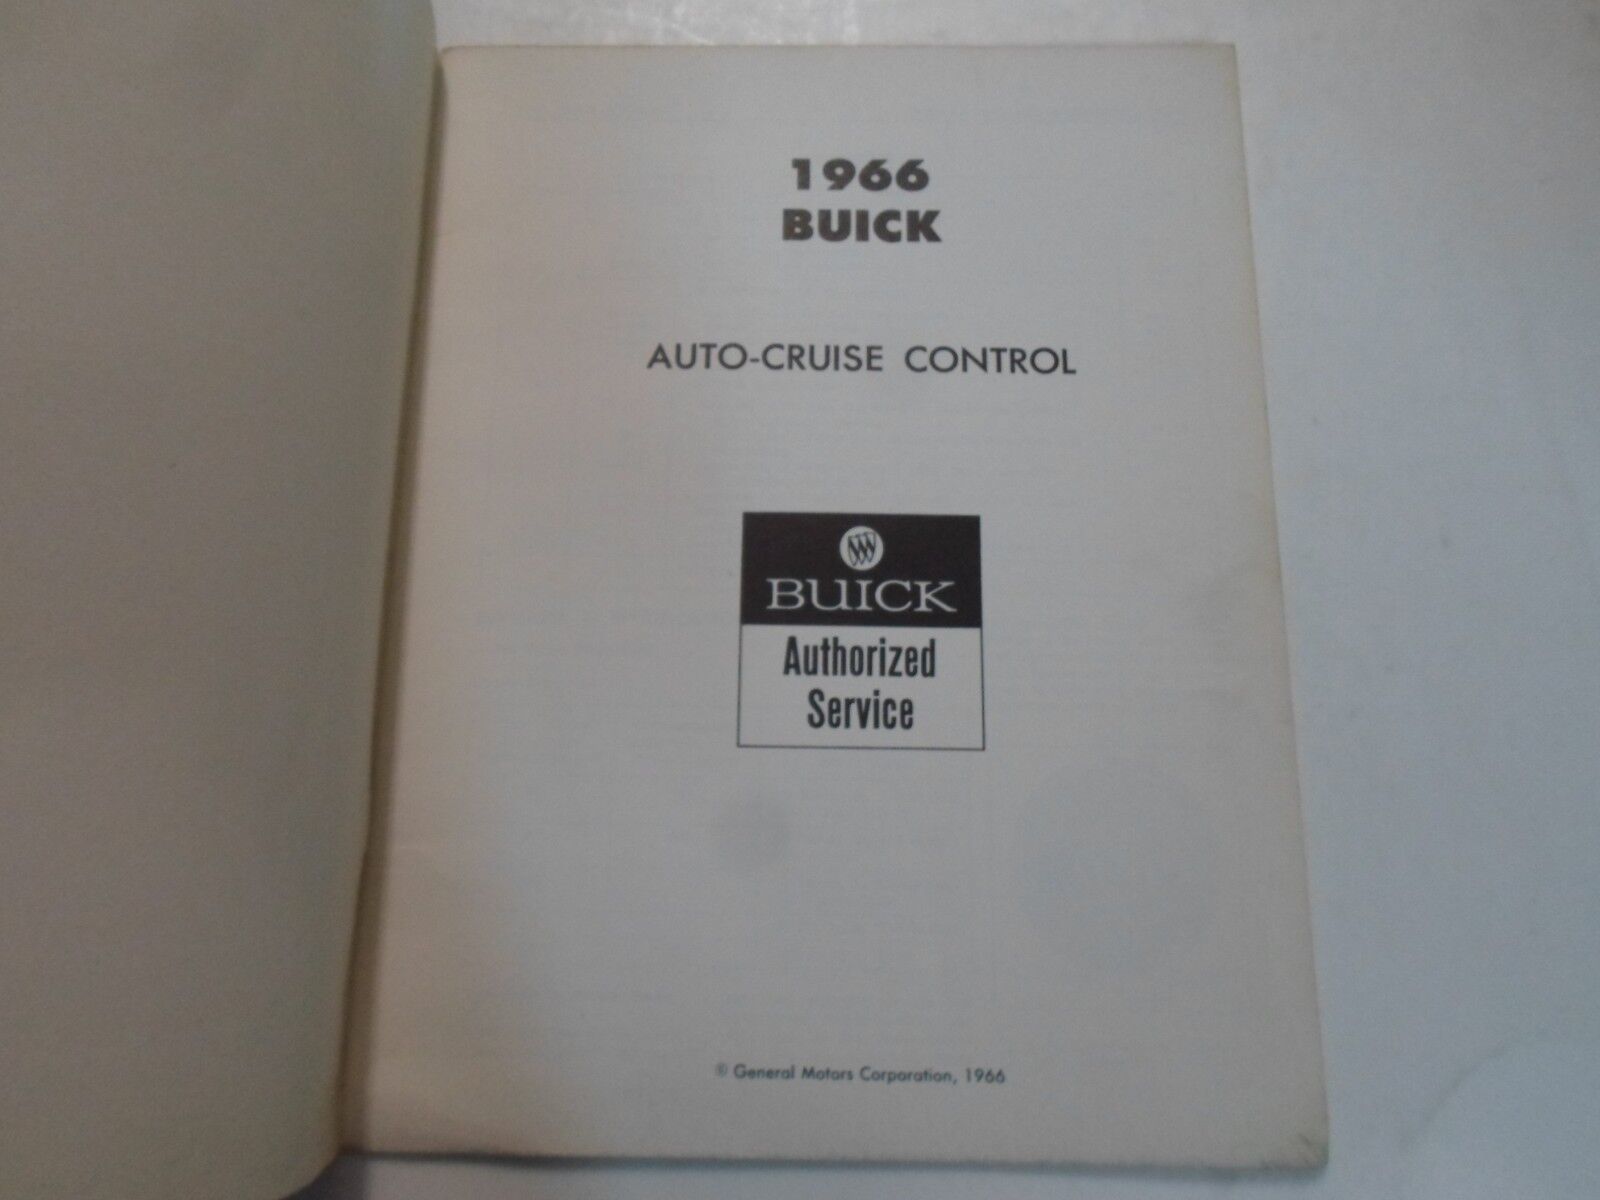 1966
BUICK
AUTO-CRUISE CONTROL
BUICK
Authorized
Service
© General Motors Corporation, 1966